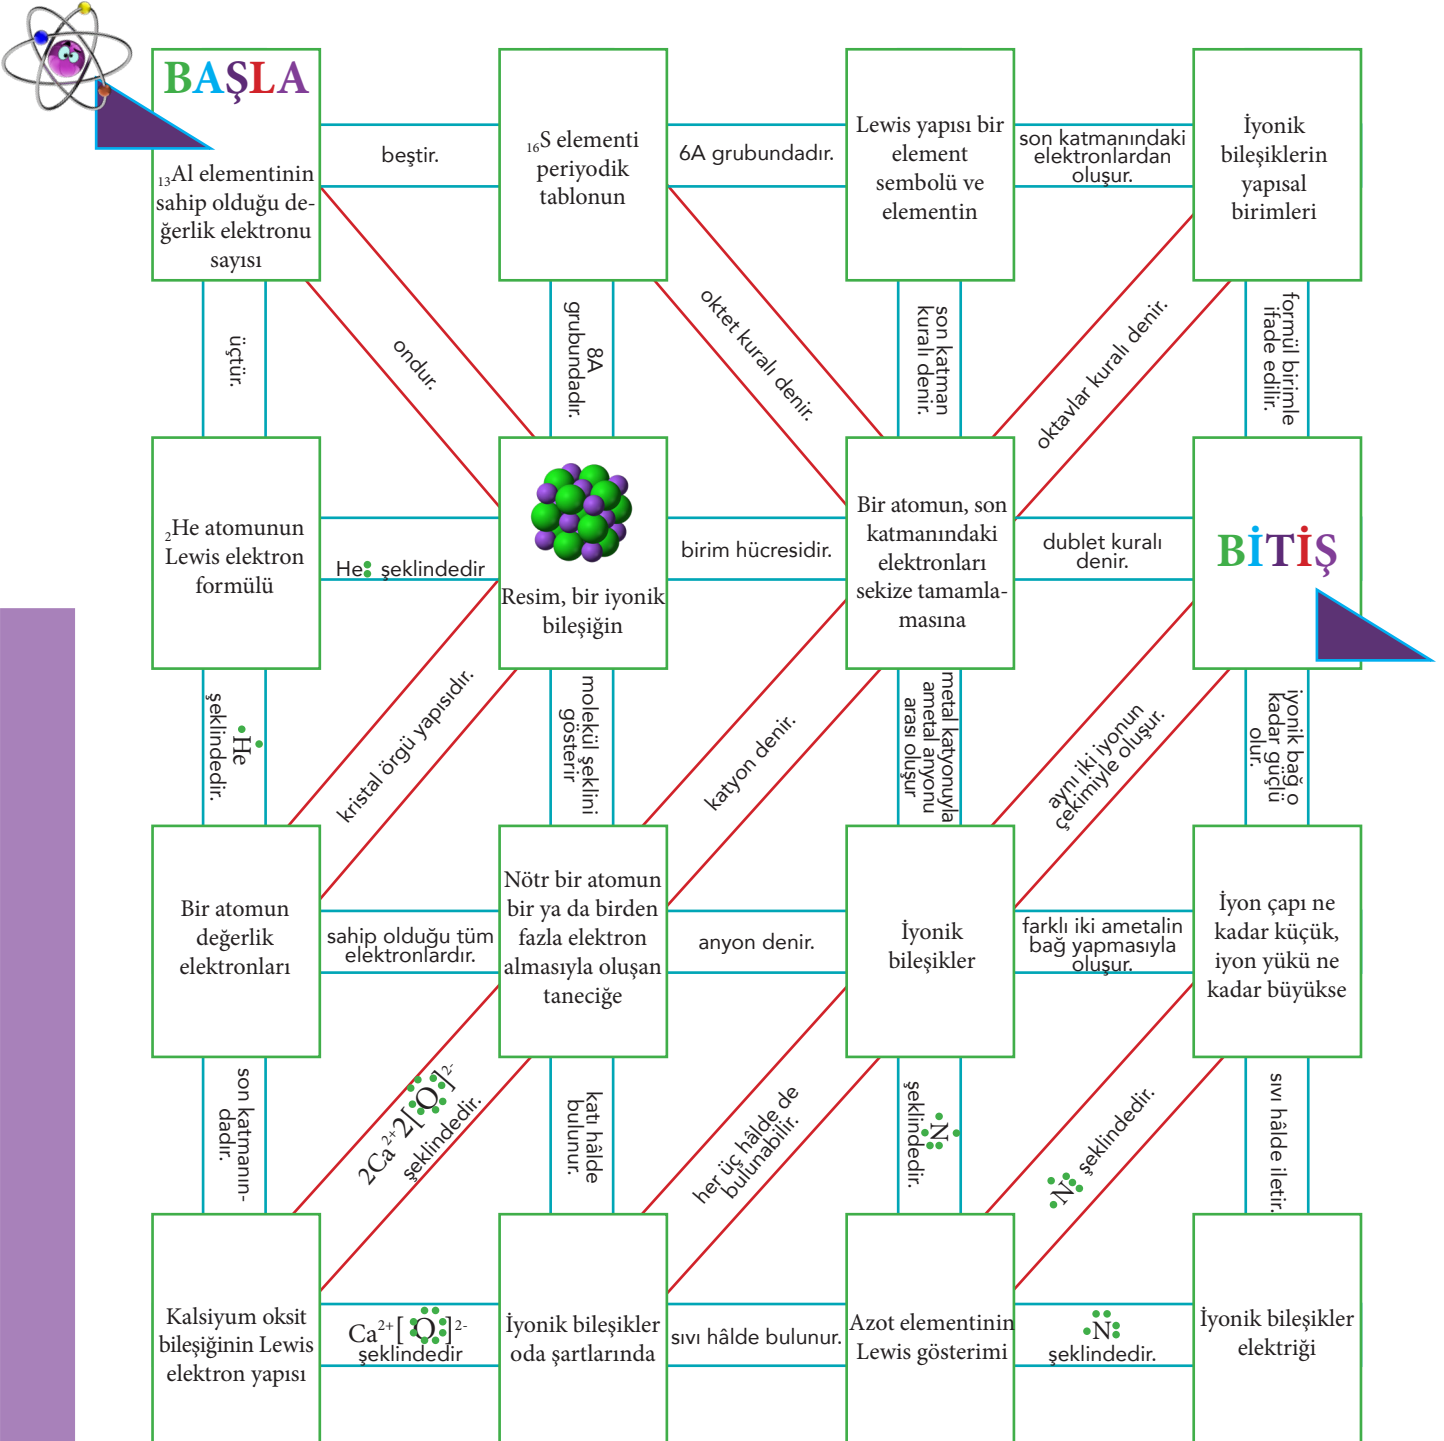 BAŞLA
₁₃Al elementinin
sahip olduğu de-
ğerlik elektronu
sayısı
beştir.
₁₆S elementi
periyodik
tablonun
6A grubundadır.
Lewis yapısı bir
element
sembolü ve
elementin
son katmanındaki
elektronlardan
oluşur.
İyonik
bileşiklerin
yapısal
birimleri
üçtür.
ondur.
8A
grubundadır.
oktet kuralı denir.
son katman
kuralı denir.
oktavlar kuralı denir.
formül birimle
ifade edilir.
₂He atomunun
Lewis elektron
formülü
He: şeklindedir
Resim, bir iyonik
bileşiğin
birim hücresidir.
Bir atomun, son
katmanındaki
elektronları
sekize tamamla-
masına
dublet kuralı
denir.
BİTİŞ
He
şeklindedir.
kristal örgü yapısıdır.
molekül şeklini
gösterir
katyon denir.
metal katyonuyla
ametal anyonu
arası oluşur
aynı iki iyonun
çekimiyle oluşur.
iyonik bağ o
kadar güçlü
olur.
Bir atomun
değerlik
elektronları
sahip olduğu tüm
elektronlardır.
Nötr bir atomun
bir ya da birden
fazla elektron
almasıyla oluşan
taneciğe
anyon denir.
İyonik
bileşikler
farklı iki ametalin
bağ yapmasıyla
oluşur.
İyon çapı ne
kadar küçük,
iyon yükü ne
kadar büyükse
son katmanın-
dadır.
2Ca²⁺2[O]²⁻
şeklindedir.
katı hâlde
bulunur.
her üç hâlde de
bulunabilir.
N
şeklindedir.
N şeklindedir.
sıvı hâlde iletir.
Kalsiyum oksit
bileşiğinin Lewis
elektron yapısı
Ca²⁺[O]²⁻
şeklindedir
İyonik bileşikler
oda şartlarında
sıvı hâlde bulunur.
Azot elementinin
Lewis gösterimi
N
şeklindedir.
İyonik bileşikler
elektriği